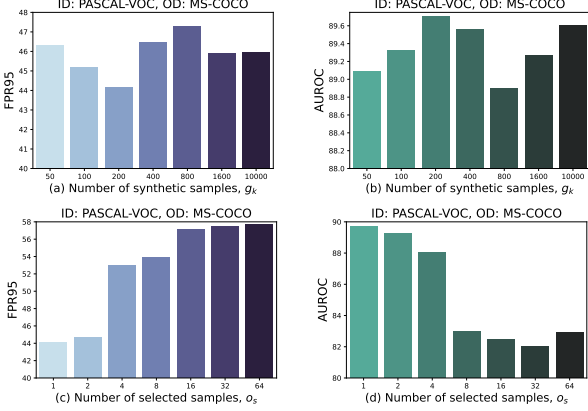 ID: PASCAL-VOC, OD: MS-COCO
FPR95
48
47
46
45
44
43
42
41
40
50 100 200 400 800 1600 10000
(a) Number of synthetic samples, gₖ
ID: PASCAL-VOC, OD: MS-COCO
AUROC
89.6
89.4
89.2
89.0
88.8
88.6
88.4
88.2
88.0
50 100 200 400 800 1600 10000
(b) Number of synthetic samples, gₖ
ID: PASCAL-VOC, OD: MS-COCO
FPR95
58
56
54
52
50
48
46
44
42
40
1 2 4 8 16 32 64
(c) Number of selected samples, oₛ
ID: PASCAL-VOC, OD: MS-COCO
AUROC
90
88
86
84
82
80
1 2 4 8 16 32 64
(d) Number of selected samples, oₛ